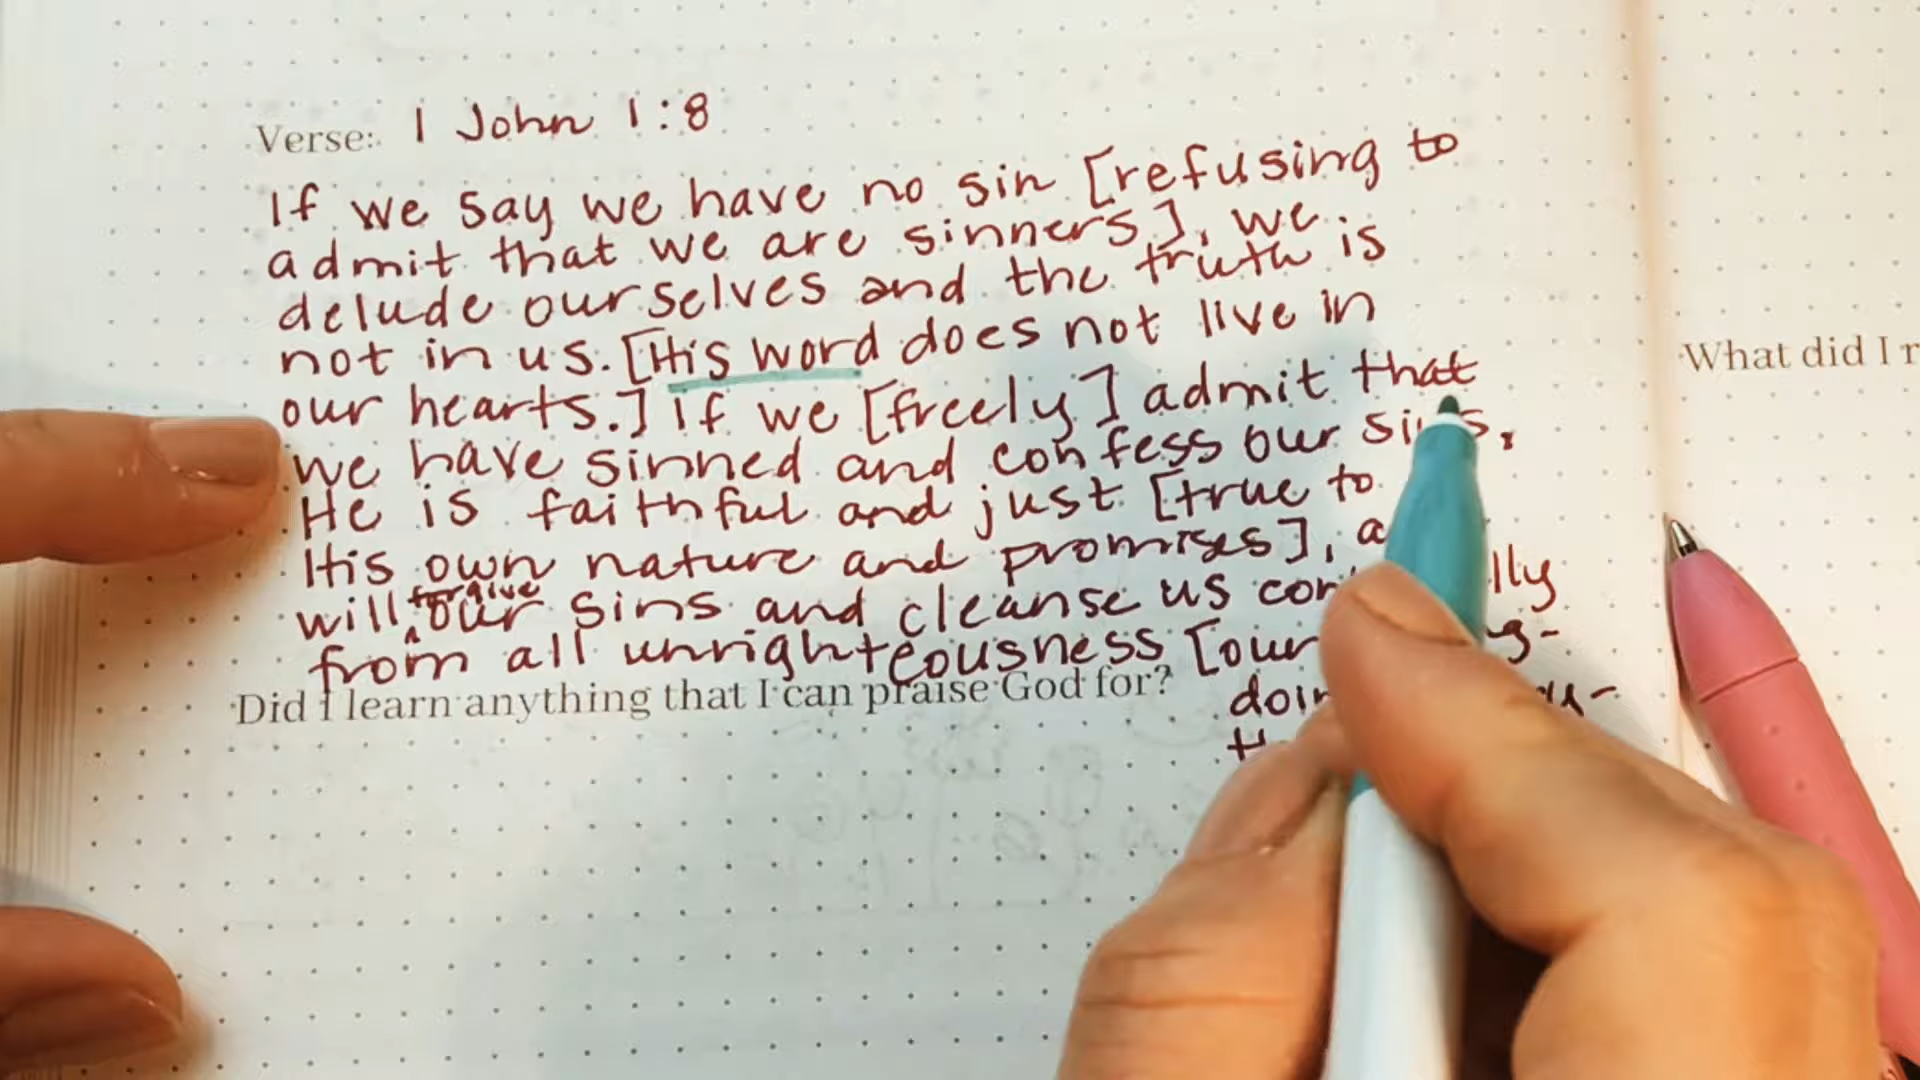 Verse: 1 John 1:8
If we say we have no sin [refusing to
admit that we are sinners], we
delude ourselves and the truth is
not in us. [His word does not live in
our hearts.] If we [freely] admit that
we have sinned and confess our sins,
He is faithful and just [true to
His own nature and promises],
will forgive our sins and cleanse us
from all unrighteousness [our
Did I learn anything that I can praise God for?
What did I